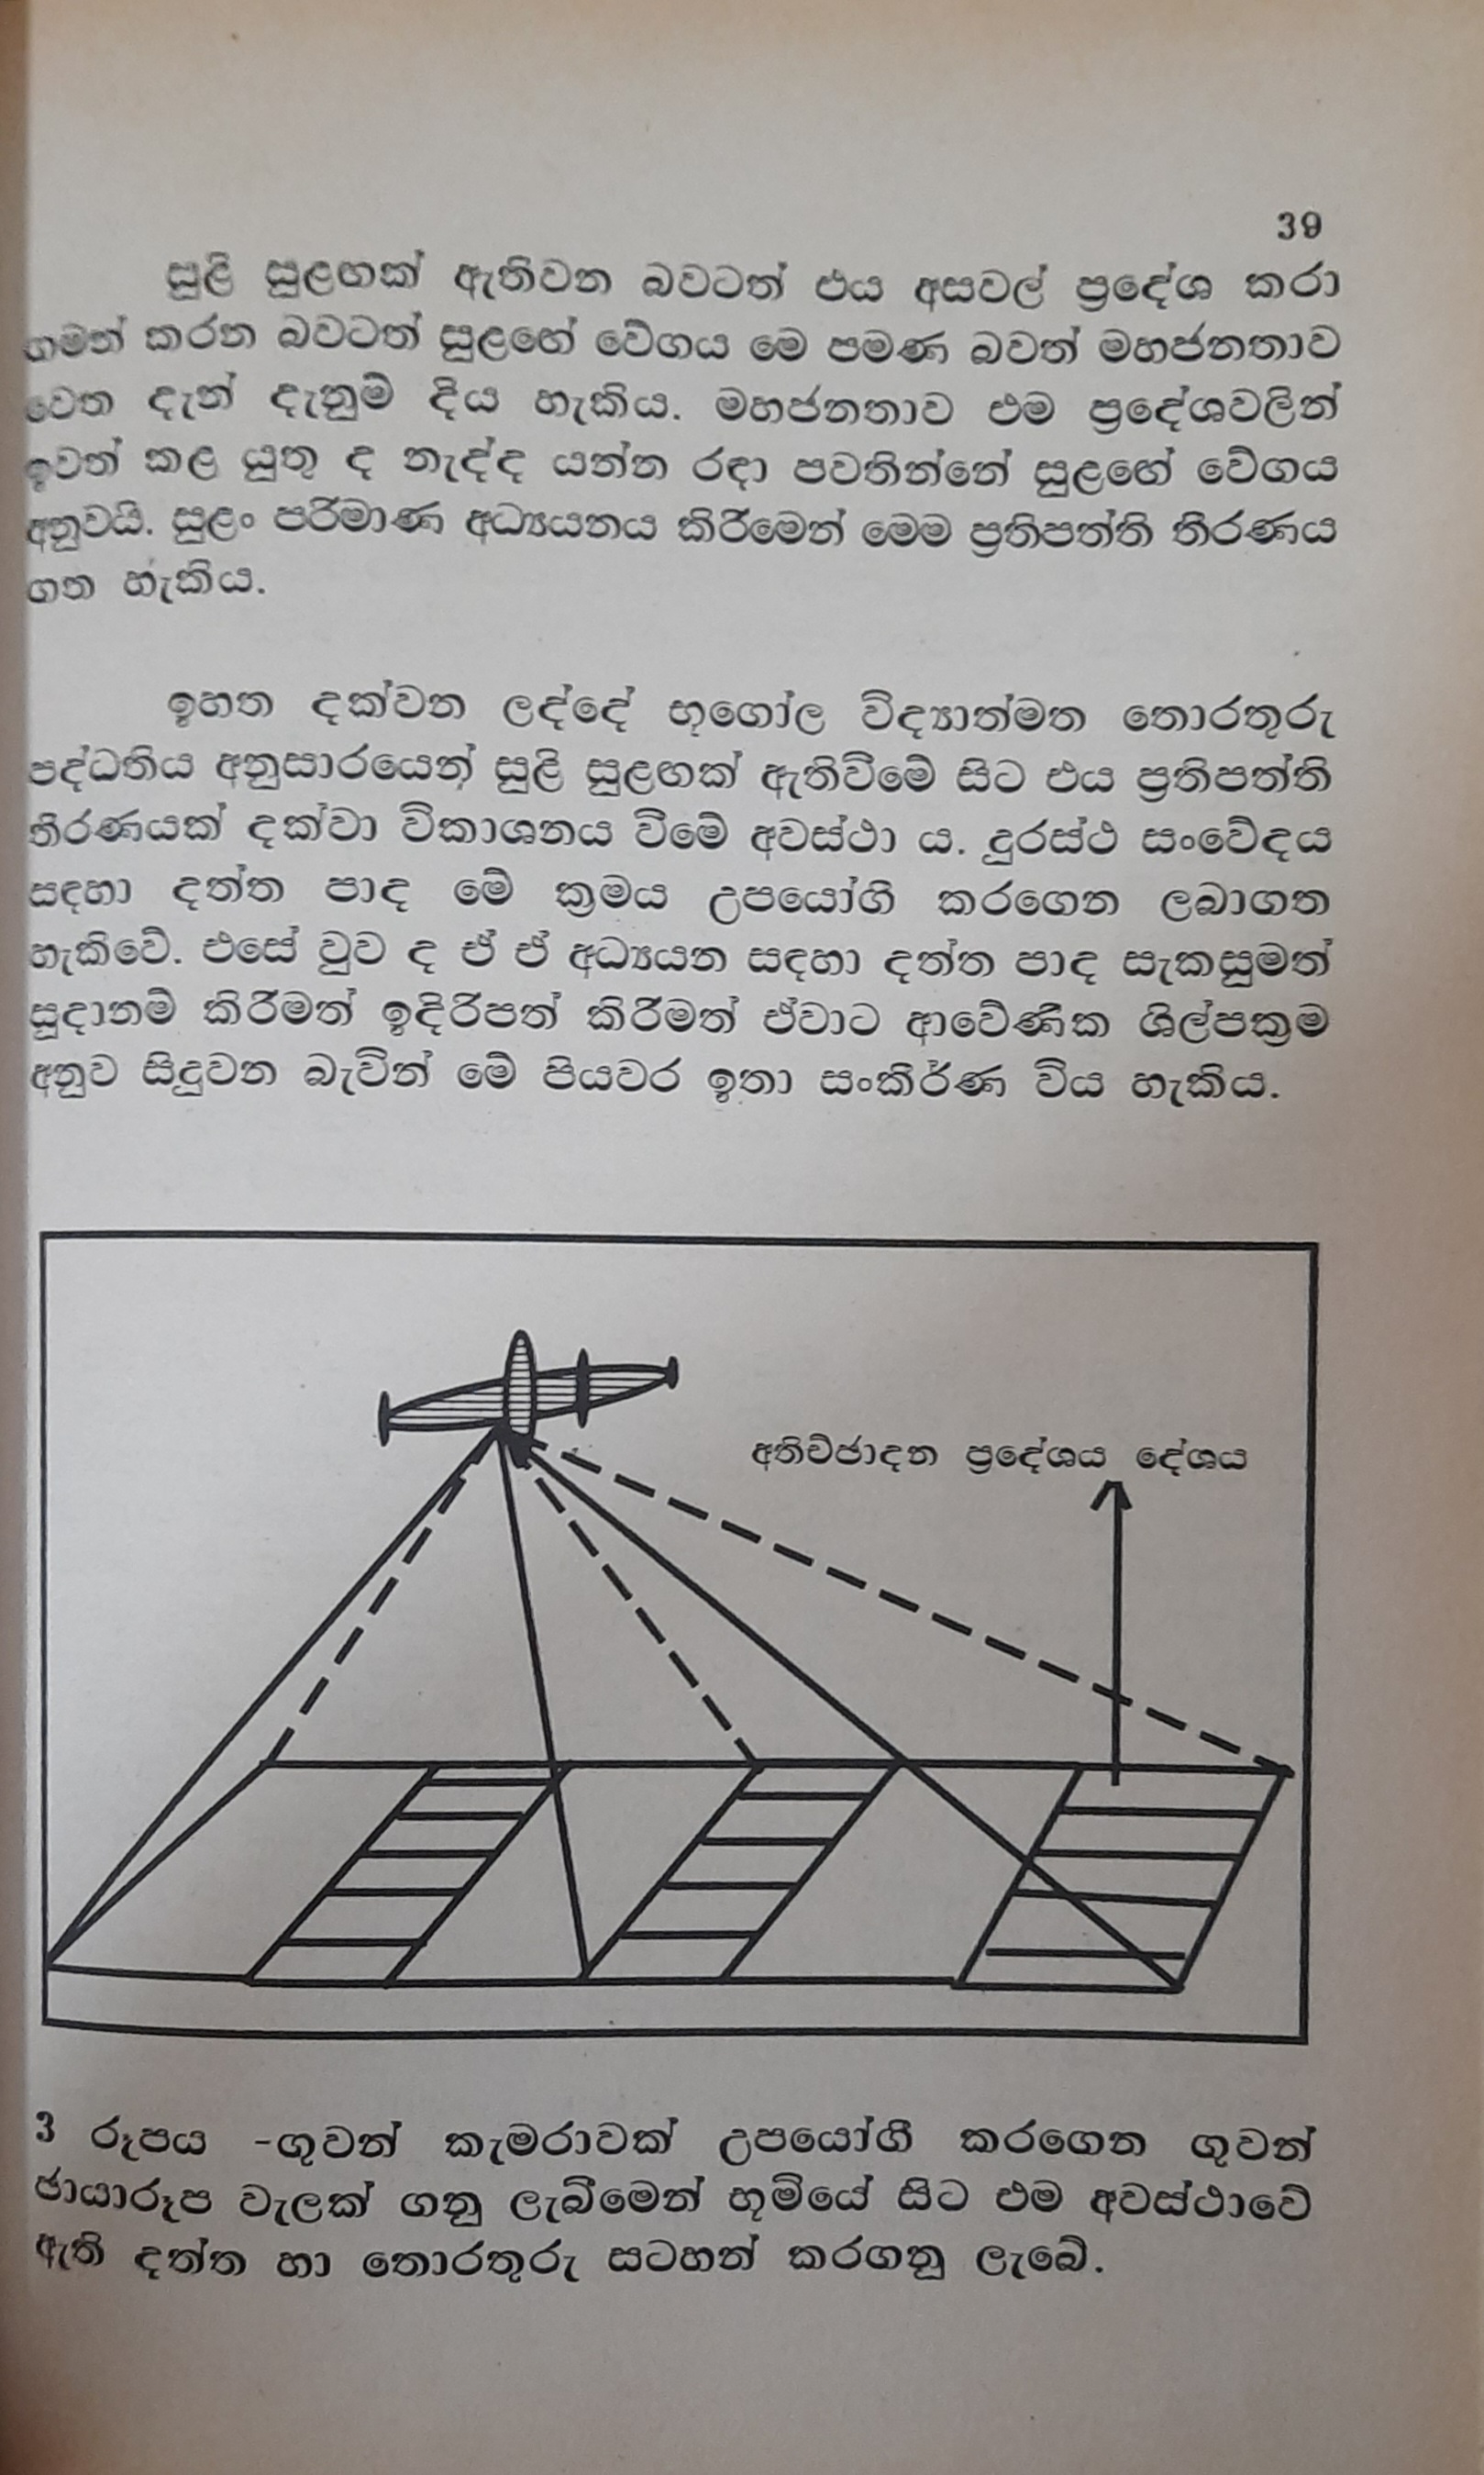 39
සුළි සුළඟක් ඇතිවන බවටත් එය අසවල් ප්‍රදේශ කරා
ගමන් කරන බවටත් සුළඟේ වේගය මෙ පමණ බවත් මහජනතාව
වෙත දැන් දැනුම් දිය හැකිය. මහජනතාව එම ප්‍රදේශවලින්
ඉවත් කළ යුතු ද නැද්ද යන්න රඳා පවතින්නේ සුළඟේ වේගය
අනුවයි. සුළං පරිමාණ අධ්‍යයනය කිරීමෙන් මෙම ප්‍රතිපත්ති තීරණය
ගත හැකිය.
ඉහත දක්වන ලද්දේ භූගෝල විද්‍යාත්මත තොරතුරු
පද්ධතිය අනුසාරයෙන් සුළි සුළඟක් ඇතිවීමේ සිට එය ප්‍රතිපත්ති
තීරණයක් දක්වා විකාශනය වීමේ අවස්ථා ය. දුරස්ථ සංවේදය
සඳහා දත්ත පාද මේ ක්‍රමය උපයෝගී කරගෙන ලබාගත
හැකිවේ. එසේ වුව ද ඒ ඒ අධ්‍යයන සඳහා දත්ත පාද සැකසුමත්
සූදානම් කිරීමත් ඉදිරිපත් කිරීමත් ඒවාට ආවේණික ශිල්පක්‍රම
අනුව සිදුවන බැවින් මේ පියවර ඉතා සංකීර්ණ විය හැකිය.
අතිච්ඡාදන ප්‍රදේශය දේශය
3 රූපය -ගුවන් කැමරාවක් උපයෝගී කරගෙන ගුවන්
ඡායාරූප වැලක් ගනු ලැබීමෙන් භූමියේ සිට එම අවස්ථාවේ
ඇති දත්ත හා තොරතුරු සටහන් කරගනු ලැබේ.